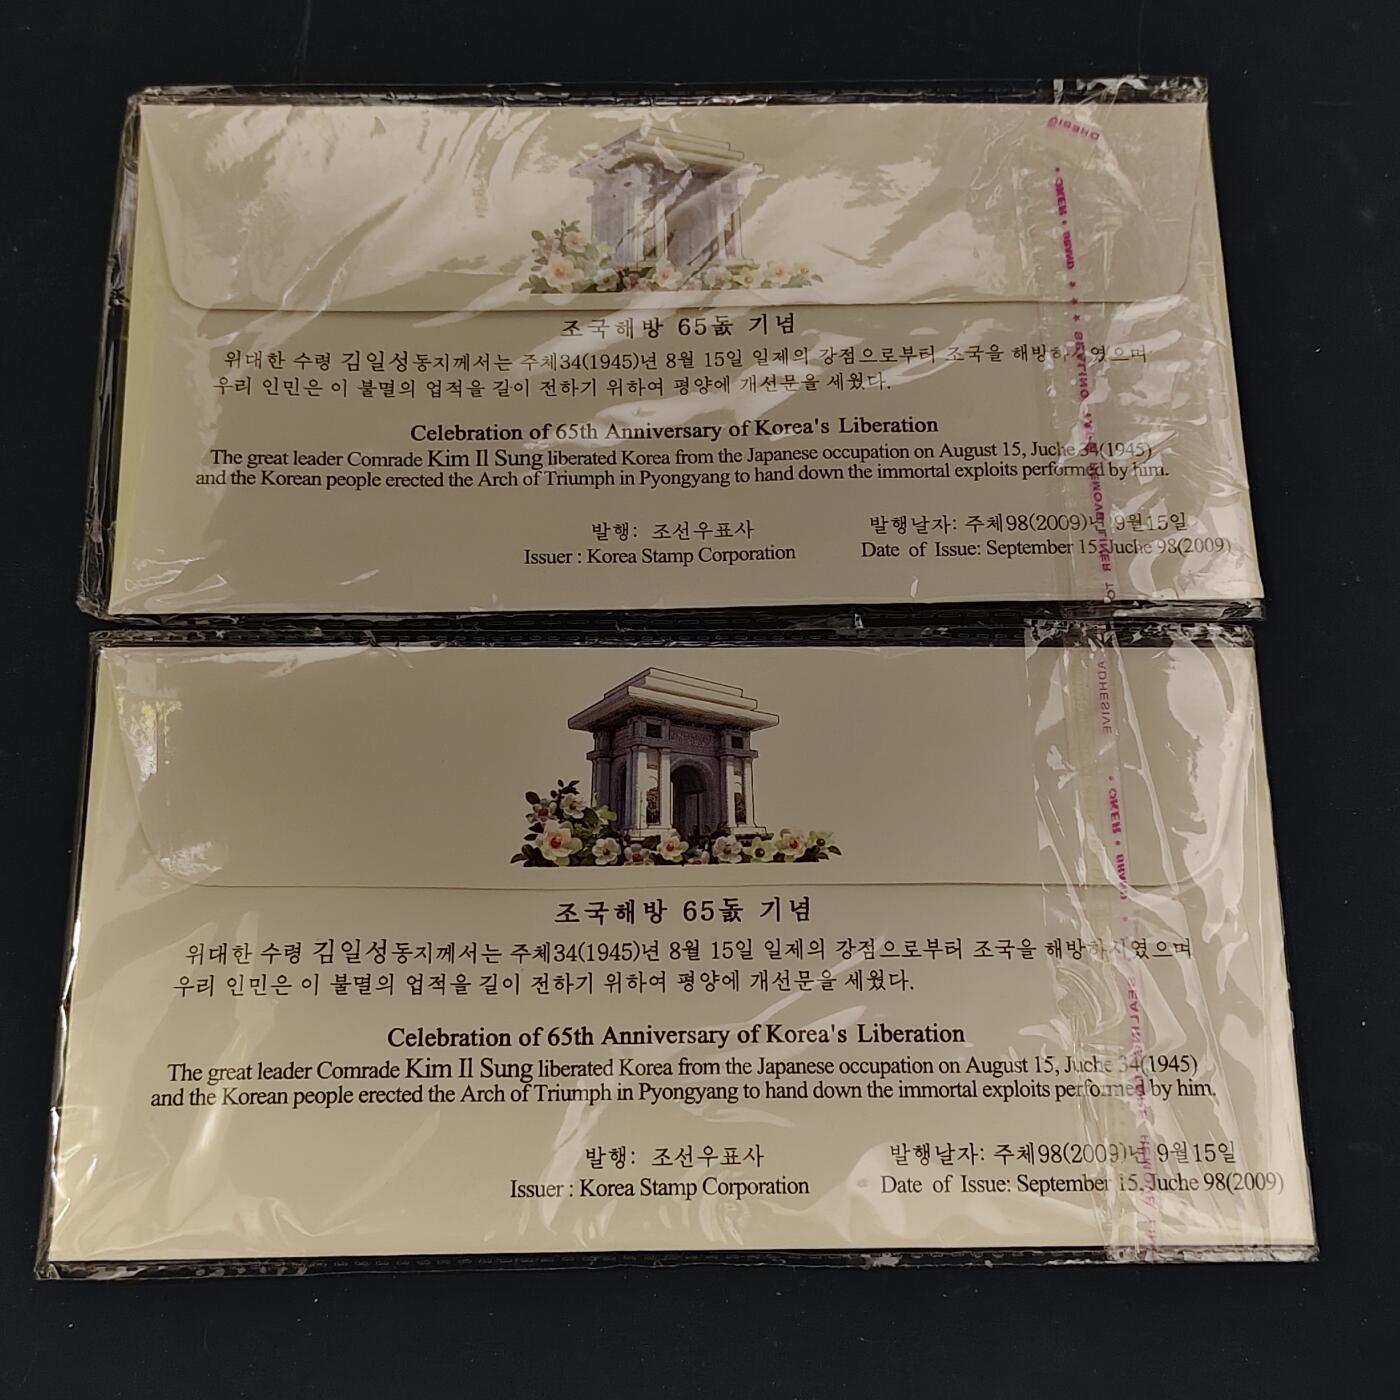 조국해방 65돐 기념
위대한 수령 김일성동지께서는 주체34(1945)년 8월 15일 일제의 강점으로부터 조국을 해방하시였으며
우리 인민은 이 불멸의 업적을 길이 전하기 위하여 평양에 개선문을 세웠다.
Celebration of 65th Anniversary of Korea's Liberation
The great leader Comrade Kim Il Sung liberated Korea from the Japanese occupation on August 15, Juche 34(1945)
and the Korean people erected the Arch of Triumph in Pyongyang to hand down the immortal exploits performed by him.
발행: 조선우표사 발행날자: 주체98(2009)년 9월15일
Issuer : Korea Stamp Corporation Date of Issue: September 15, Juche 98(2009)
조국해방 65돐 기념
위대한 수령 김일성동지께서는 주체34(1945)년 8월 15일 일제의 강점으로부터 조국을 해방하시였으며
우리 인민은 이 불멸의 업적을 길이 전하기 위하여 평양에 개선문을 세웠다.
Celebration of 65th Anniversary of Korea's Liberation
The great leader Comrade Kim Il Sung liberated Korea from the Japanese occupation on August 15, Juche 34(1945)
and the Korean people erected the Arch of Triumph in Pyongyang to hand down the immortal exploits performed by him.
발행: 조선우표사 발행날자: 주체98(2009)년 9월15일
Issuer : Korea Stamp Corporation Date of Issue: September 15, Juche 98(2009)